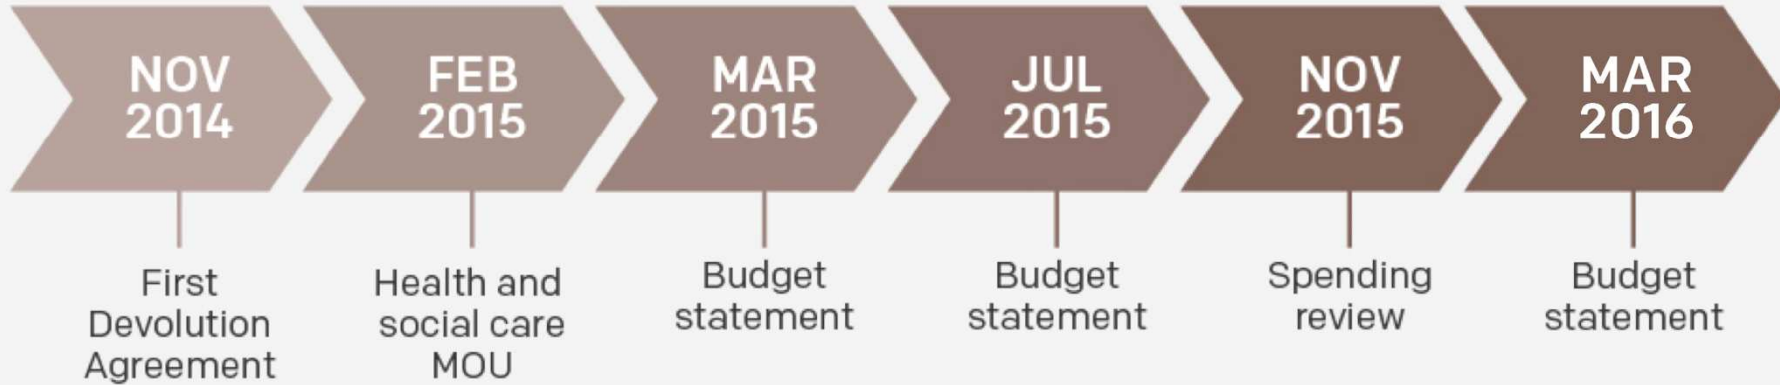 NOV
2014
FEB
2015
MAR
2015
JUL
2015
NOV
2015
MAR
2016
First
Devolution
Agreement
Health and
social care
MOU
Budget
statement
Budget
statement
Spending
review
Budget
statement